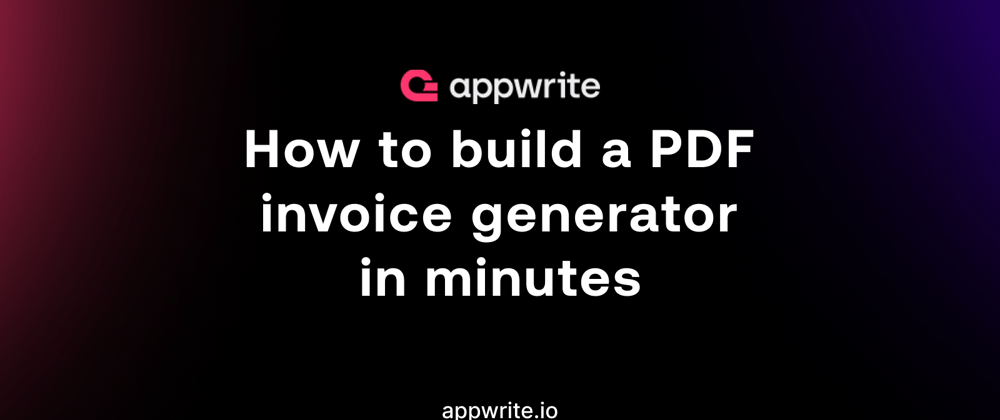 appwrite
How to build a PDF
invoice generator
in minutes
appwrite.io